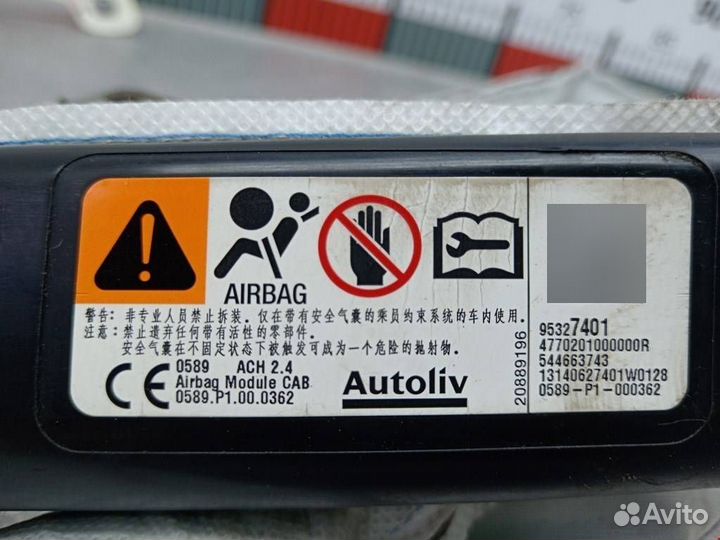 AIRBAG
警告：非专业人员禁止拆装。仅在带有安全气囊的乘员约束系统的车内使用。
注意：禁止遗弃任何带有活性的零部件。
安全气囊在不固定状态下被触动可成为一个危险的抛射物。
CE
0589 ACH 2.4
Airbag Module CAB
0589.P1.00.0362
Autoliv
20889196
95327401
4770201000000R
544663743
13140627401W0128
0589-P1-000362
Avito